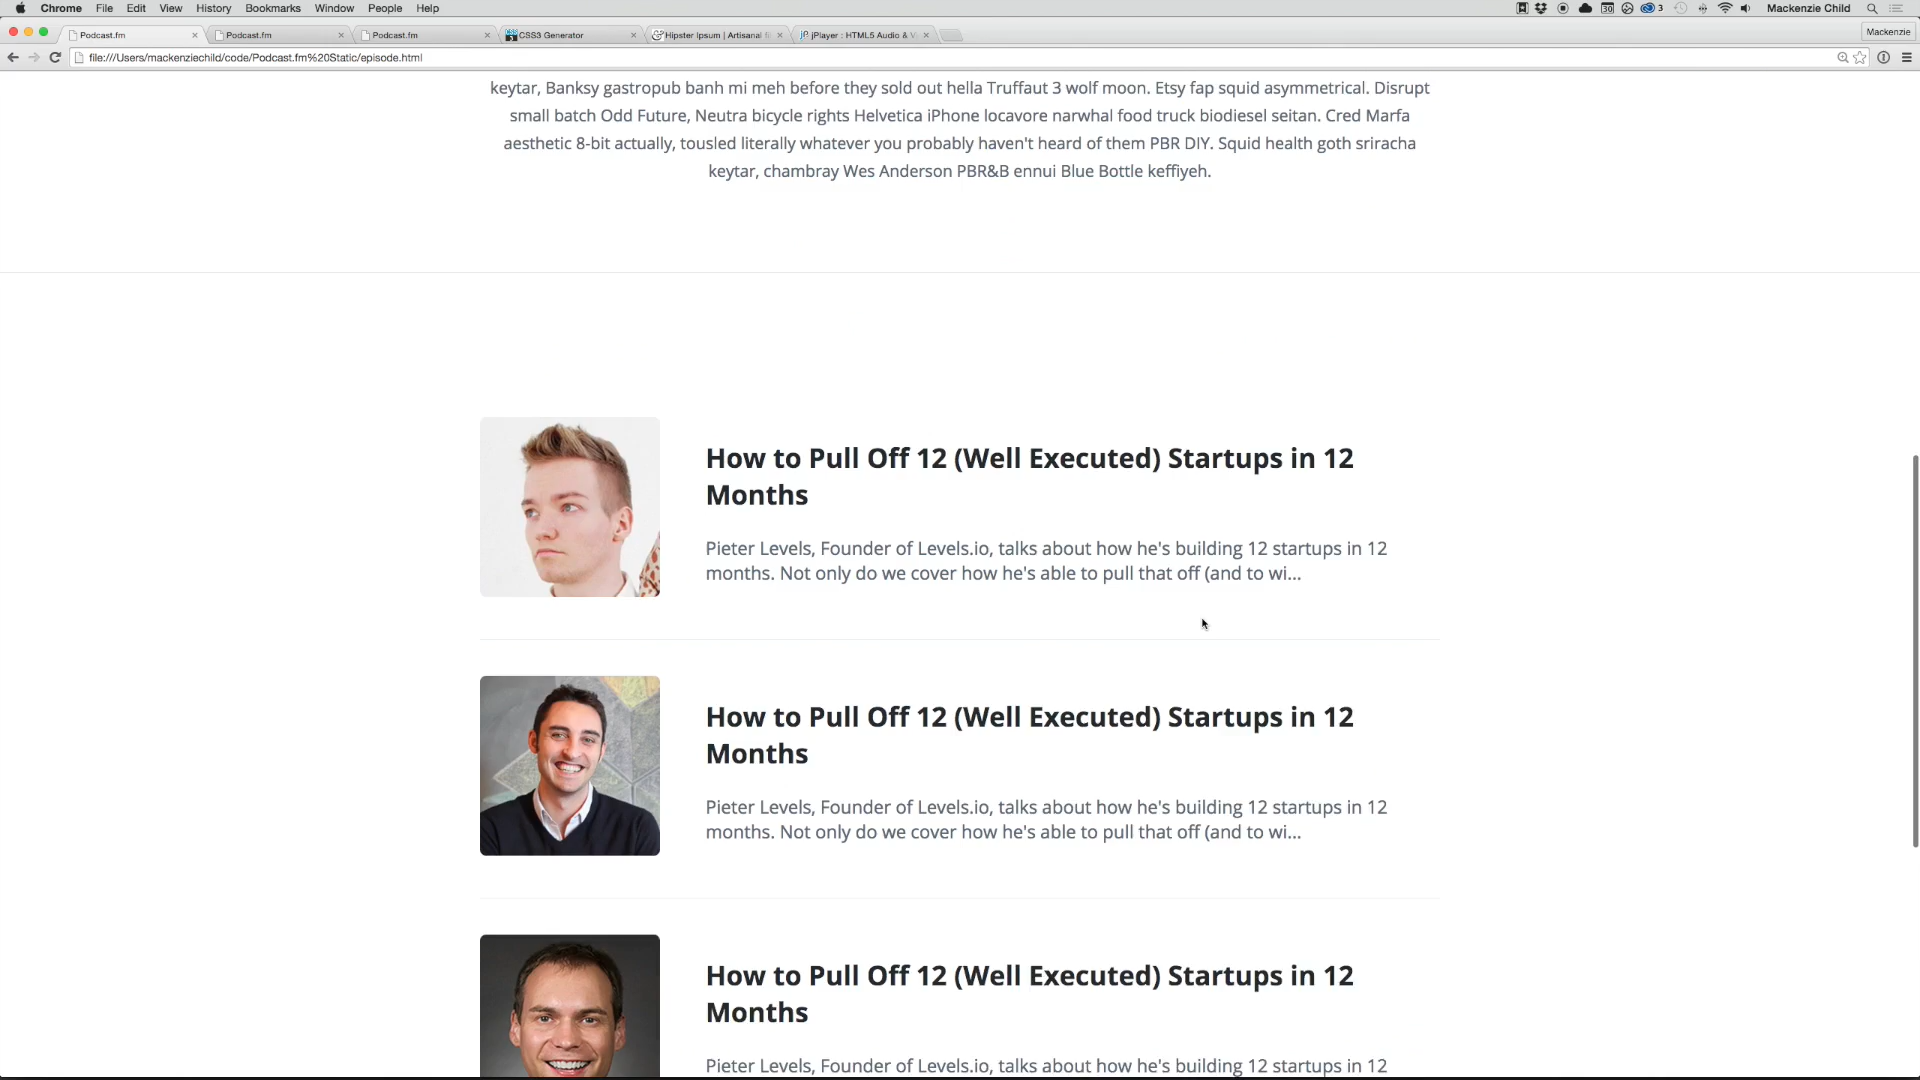 Chrome File Edit View History Bookmarks Window People Help 30 3 Mackenzie Child
Podcast.fm Podcast.fm Podcast.fm CSS3 Generator Hipster Ipsum | Artisanal jPlayer : HTML5 Audio & Mackenzie
file:///Users/mackenziechild/code/Podcast.fm%20Static/episode.html
keytar, Banksy gastropub banh mi meh before they sold out hella Truffaut 3 wolf moon. Etsy fap squid asymmetrical. Disrupt
small batch Odd Future, Neutra bicycle rights Helvetica iPhone locavore narwhal food truck biodiesel seitan. Cred Marfa
aesthetic 8-bit actually, tousled literally whatever you probably haven't heard of them PBR DIY. Squid health goth sriracha
keytar, chambray Wes Anderson PBR&B ennui Blue Bottle keffiyeh.
How to Pull Off 12 (Well Executed) Startups in 12
Months
Pieter Levels, Founder of Levels.io, talks about how he's building 12 startups in 12
months. Not only do we cover how he's able to pull that off (and to wi...
How to Pull Off 12 (Well Executed) Startups in 12
Months
Pieter Levels, Founder of Levels.io, talks about how he's building 12 startups in 12
months. Not only do we cover how he's able to pull that off (and to wi...
How to Pull Off 12 (Well Executed) Startups in 12
Months
Pieter Levels, Founder of Levels.io, talks about how he's building 12 startups in 12